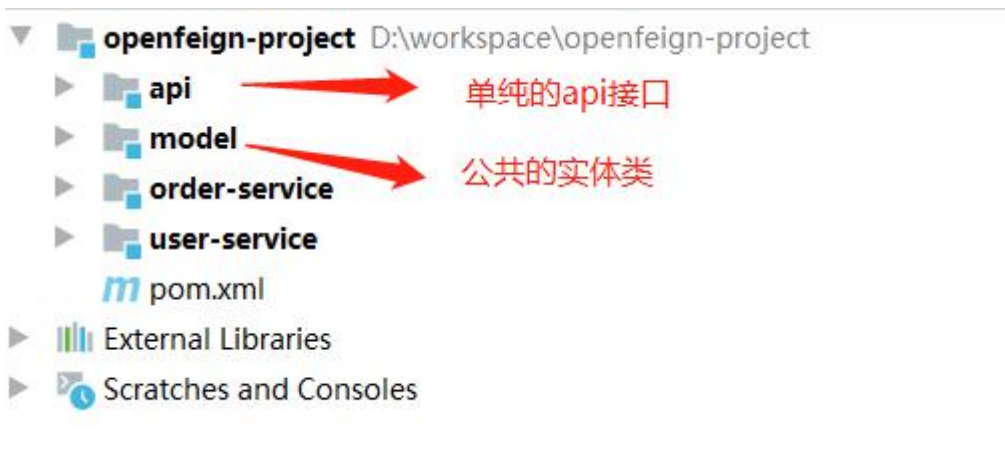 openfeign-project D:\workspace\openfeign-project
api 单纯的api接口
model
公共的实体类
order-service
user-service
m pom.xml
External Libraries
Scratches and Consoles